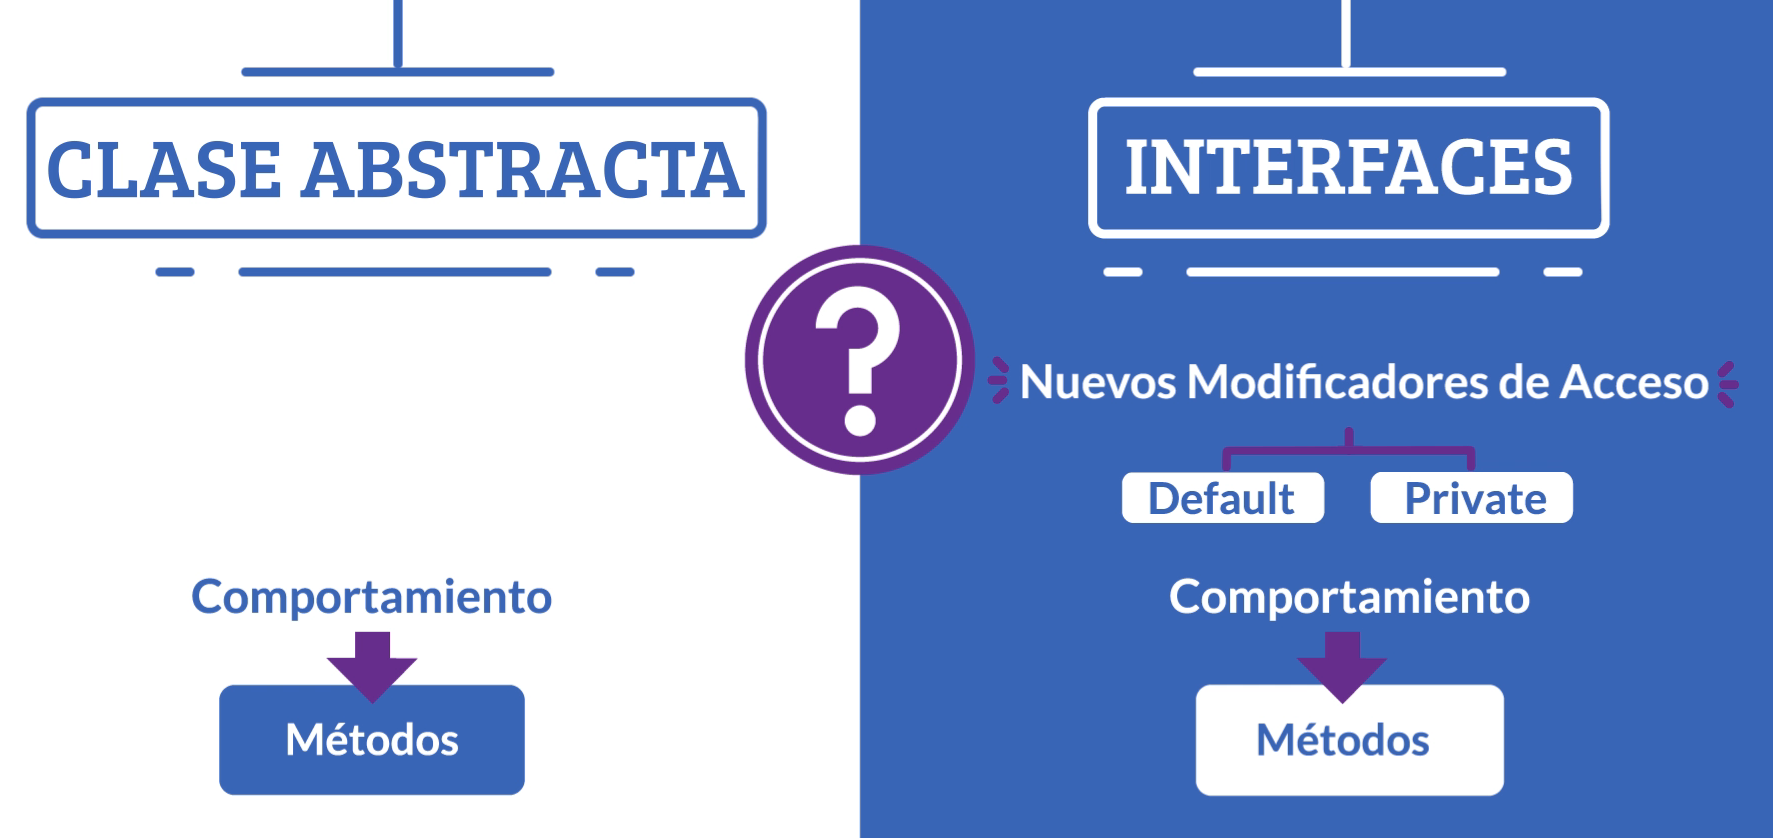 CLASE ABSTRACTA
Comportamiento
Métodos
?
INTERFACES
Nuevos Modificadores de Acceso
Default
Private
Comportamiento
Métodos